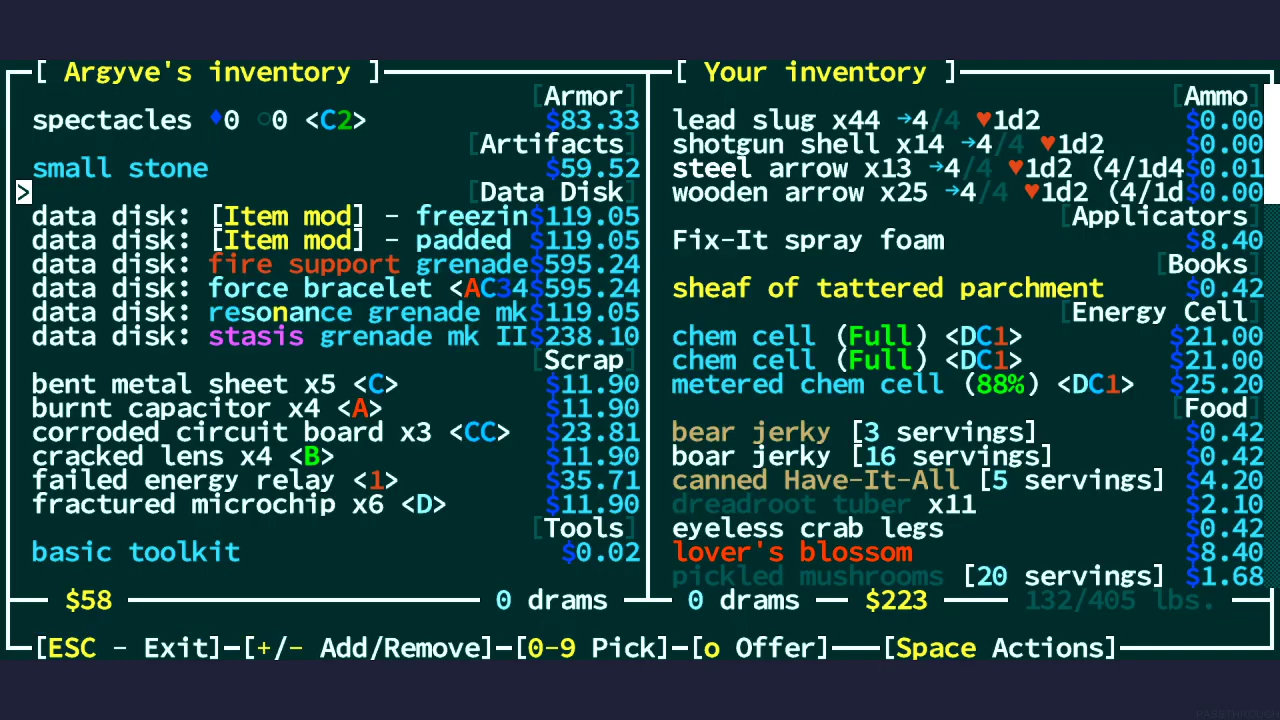 [ Argyve's inventory ]
[Armor]
spectacles ♦0 ○0 <C2> $83.33
[Artifacts]
small stone $59.52
> [Data Disk]
data disk: [Item mod] - freezin$119.05
data disk: [Item mod] - padded $119.05
data disk: fire support grenade$595.24
data disk: force bracelet <AC34$595.24
data disk: resonance grenade mk$119.05
data disk: stasis grenade mk II$238.10
[Scrap]
bent metal sheet x5 <C> $11.90
burnt capacitor x4 <A> $11.90
corroded circuit board x3 <CC> $23.81
cracked lens x4 <B> $11.90
failed energy relay <1> $35.71
fractured microchip x6 <D> $11.90
[Tools]
basic toolkit $0.02
$58 0 drams
[ Your inventory ]
[Ammo]
lead slug x44 →4/4 ♥1d2 $0.00
shotgun shell x14 →4/4 ♥1d2 $0.00
steel arrow x13 →4/4 ♥1d2 (4/1d4$0.01
wooden arrow x25 →4/4 ♥1d2 (4/1d$0.00
[Applicators]
Fix-It spray foam $8.40
[Books]
sheaf of tattered parchment $0.42
[Energy Cell]
chem cell (Full) <DC1> $21.00
chem cell (Full) <DC1> $21.00
metered chem cell (88%) <DC1> $25.20
[Food]
bear jerky [3 servings] $0.42
boar jerky [16 servings] $0.42
canned Have-It-All [5 servings] $4.20
dreadroot tuber x11 $2.10
eyeless crab legs $0.42
lover's blossom $8.40
pickled mushrooms [20 servings] $1.68
0 drams $223 132/405 lbs.
[ESC - Exit] [+/- Add/Remove] [0-9 Pick] [o Offer] [Space Actions]